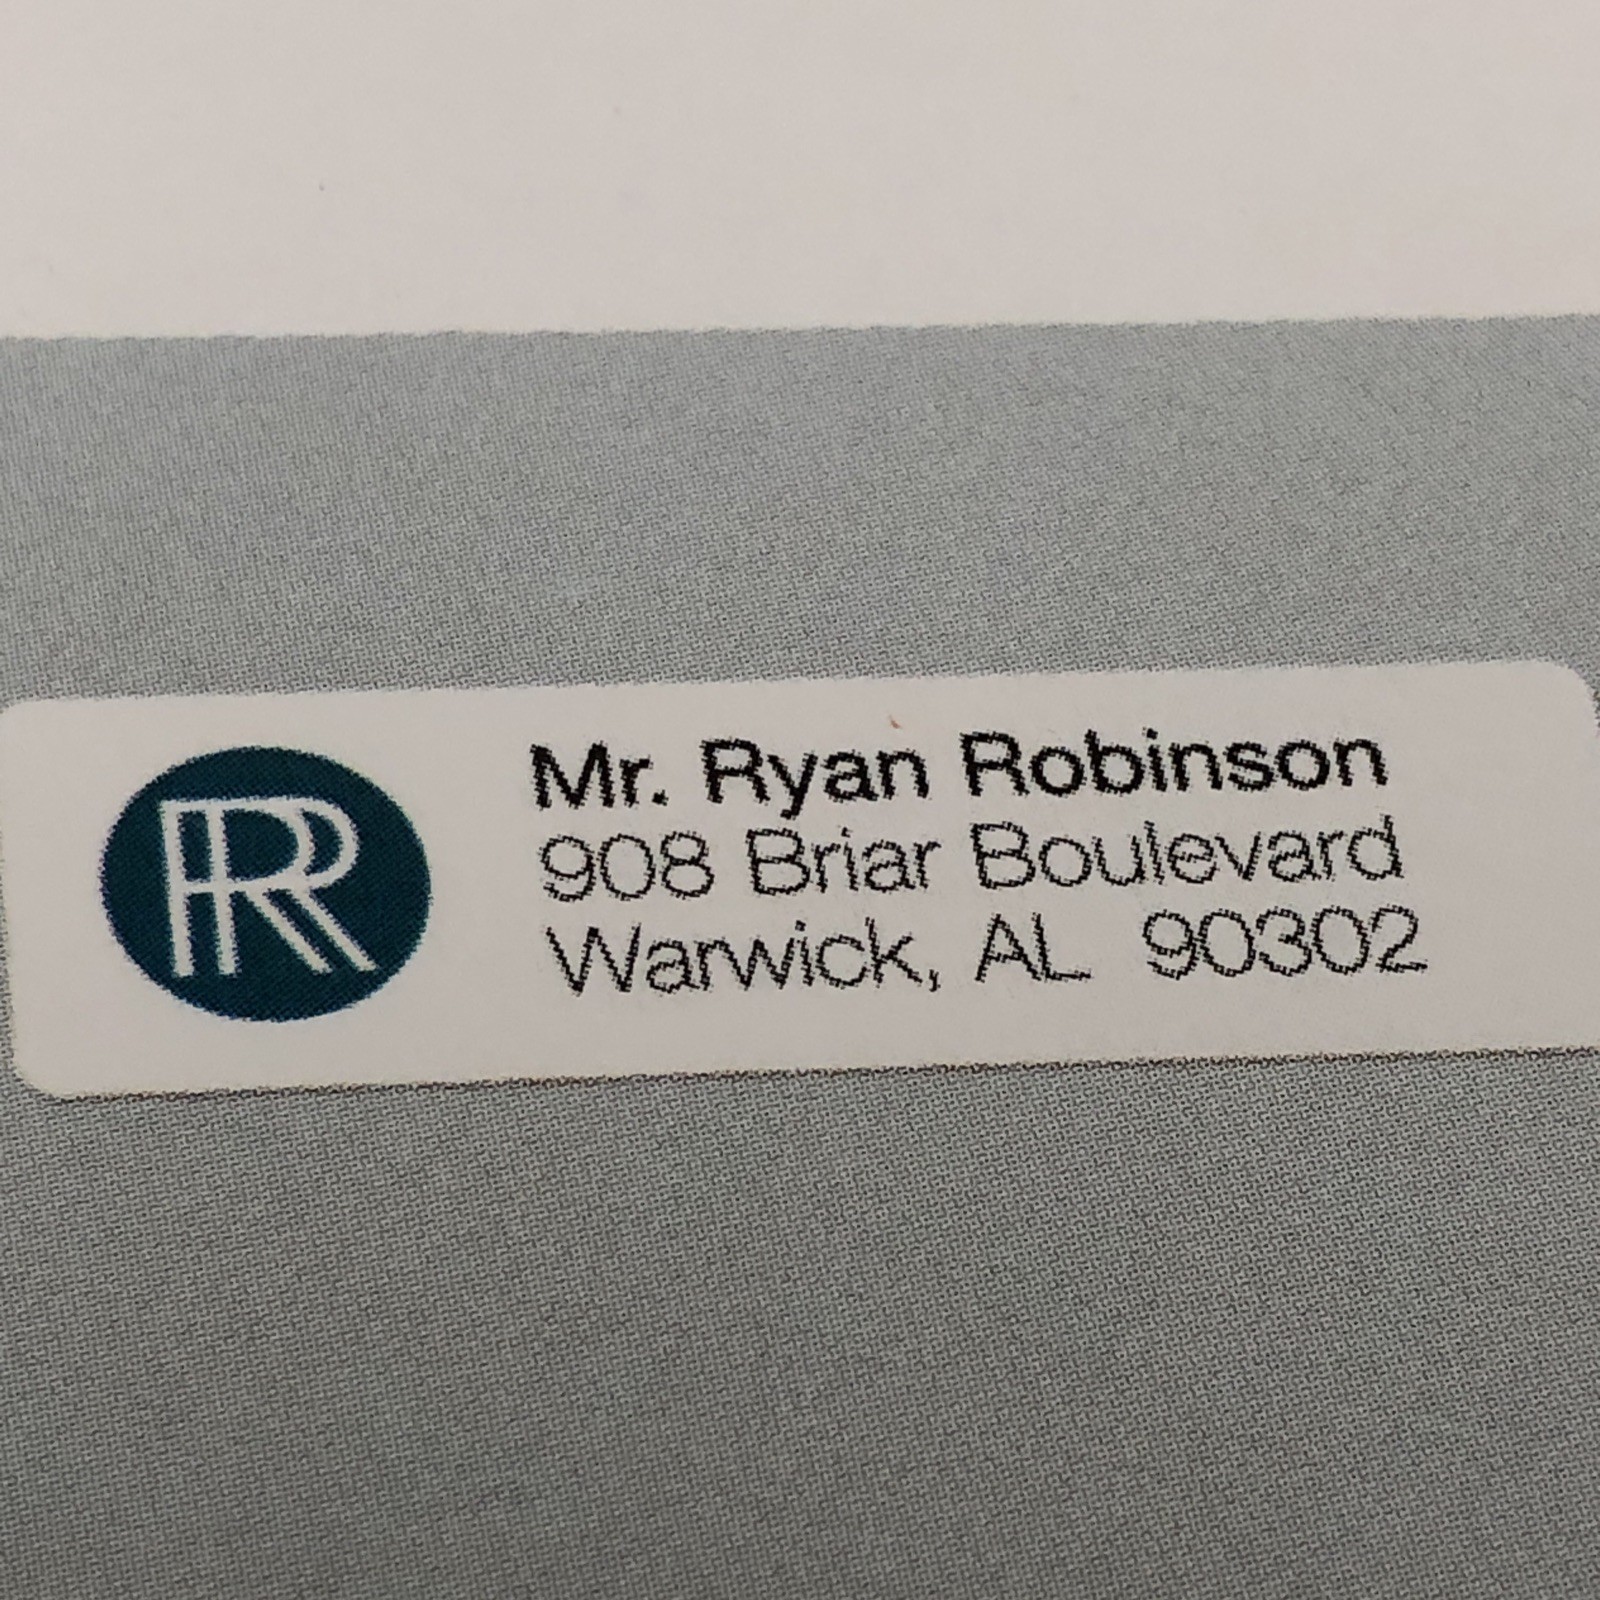 RR
Mr. Ryan Robinson
908 Briar Boulevard
Warwick, AL 90302